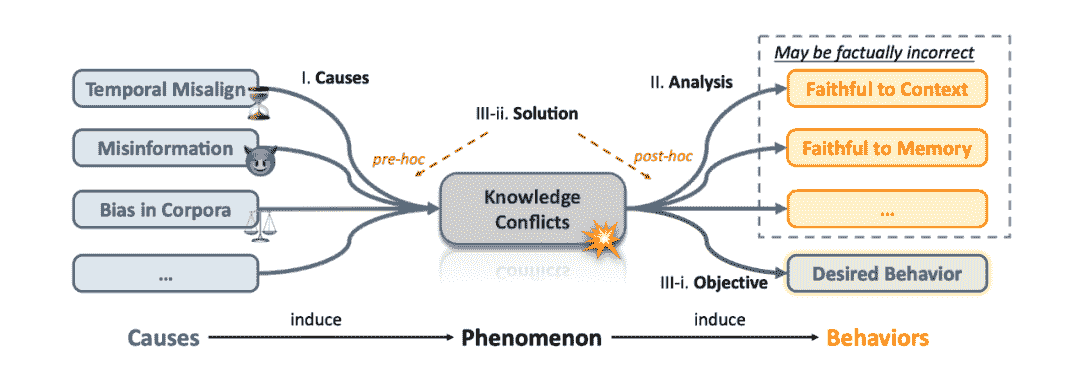 May be factually incorrect
I. Causes
II. Analysis
Temporal Misalign
Faithful to Context
III-ii. Solution
Misinformation
pre-hoc
post-hoc
Faithful to Memory
Knowledge
Conflicts
Bias in Corpora
...
...
III-i. Objective
Desired Behavior
Causes
induce
Phenomenon
induce
Behaviors